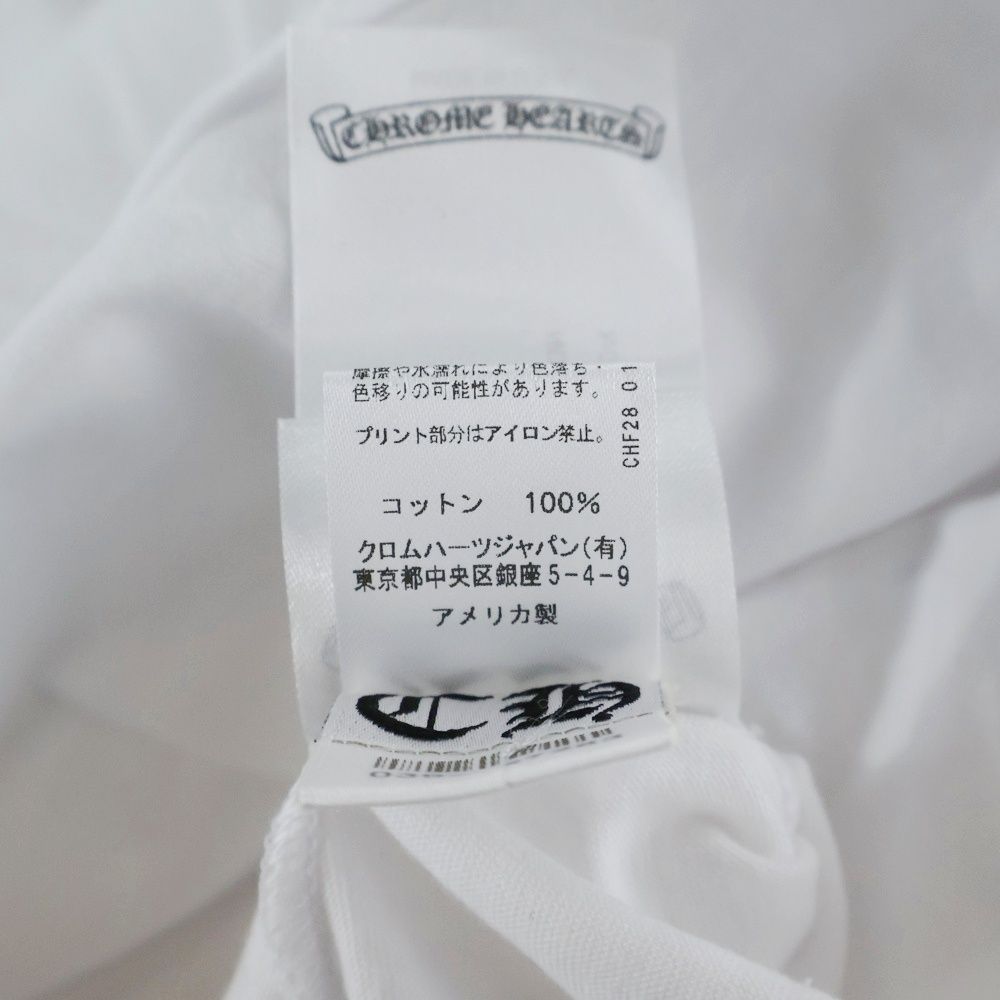 CHROME HEARTS
摩擦や水濡れにより色落ち・
色移りの可能性があります。
プリント部分はアイロン禁止。
CHF28 01
コットン 100%
クロムハーツジャパン(有)
東京都中央区銀座5-4-9
アメリカ製
CH